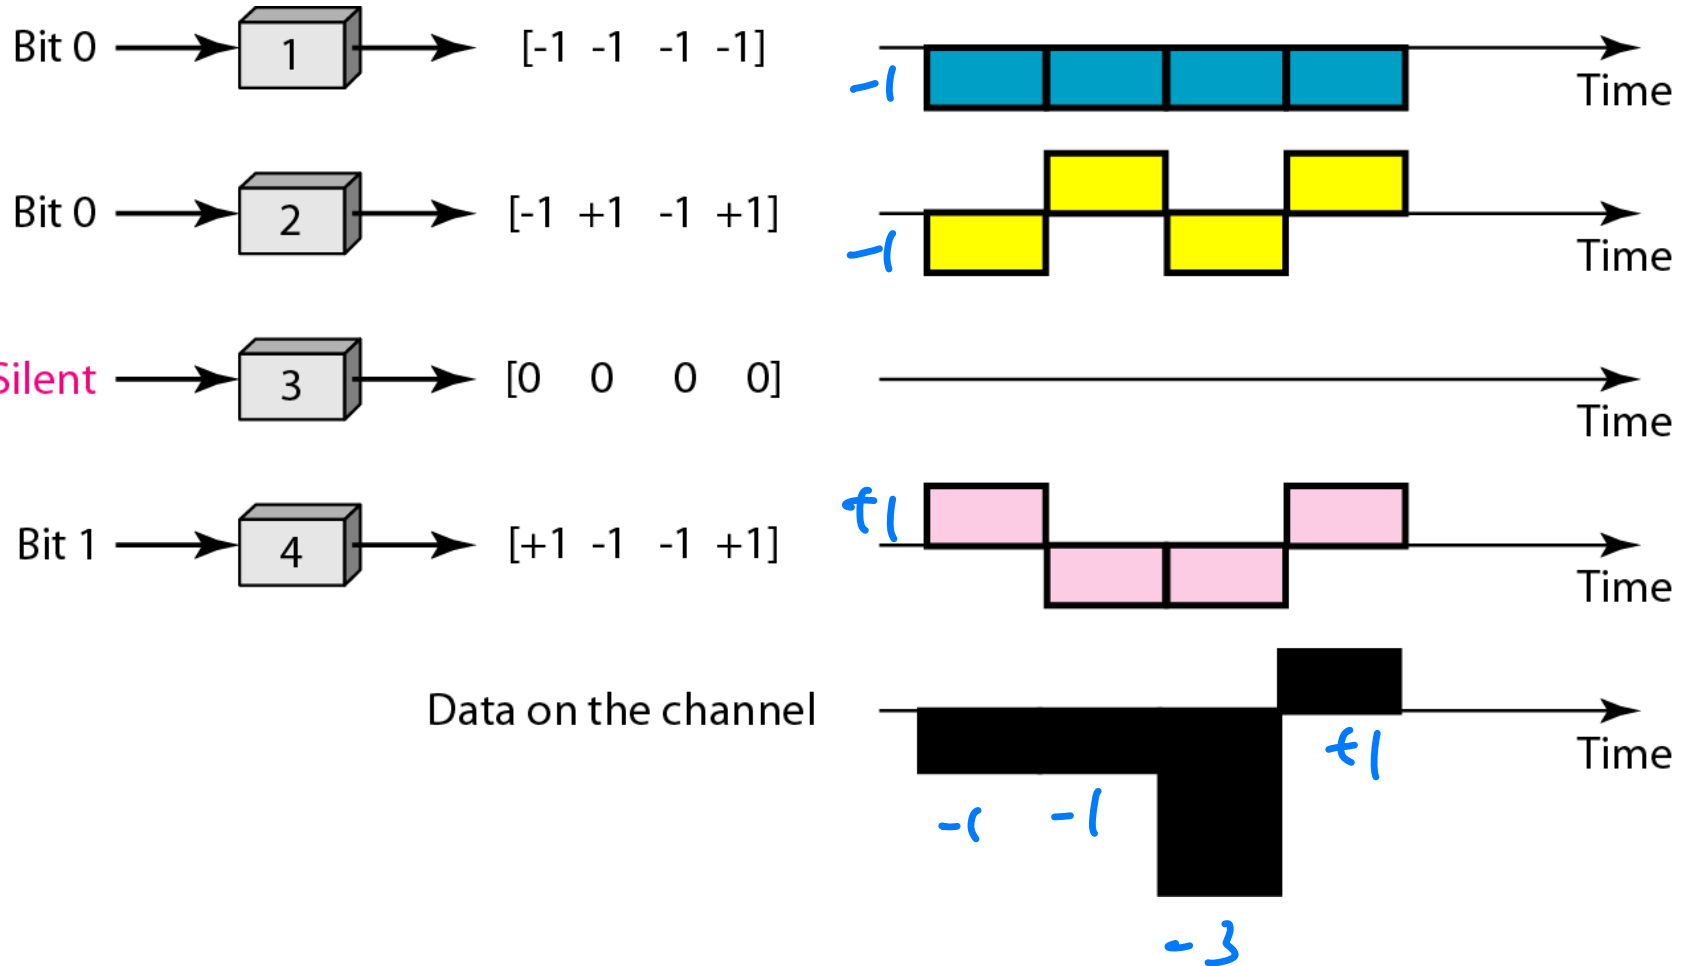 Bit 0 1 [-1 -1 -1 -1] -1 Time
Bit 0 2 [-1 +1 -1 +1] -1 Time
Silent 3 [0 0 0 0] Time
Bit 1 4 [+1 -1 -1 +1] +1 Time
Data on the channel Time
+1
-1 -1
-3